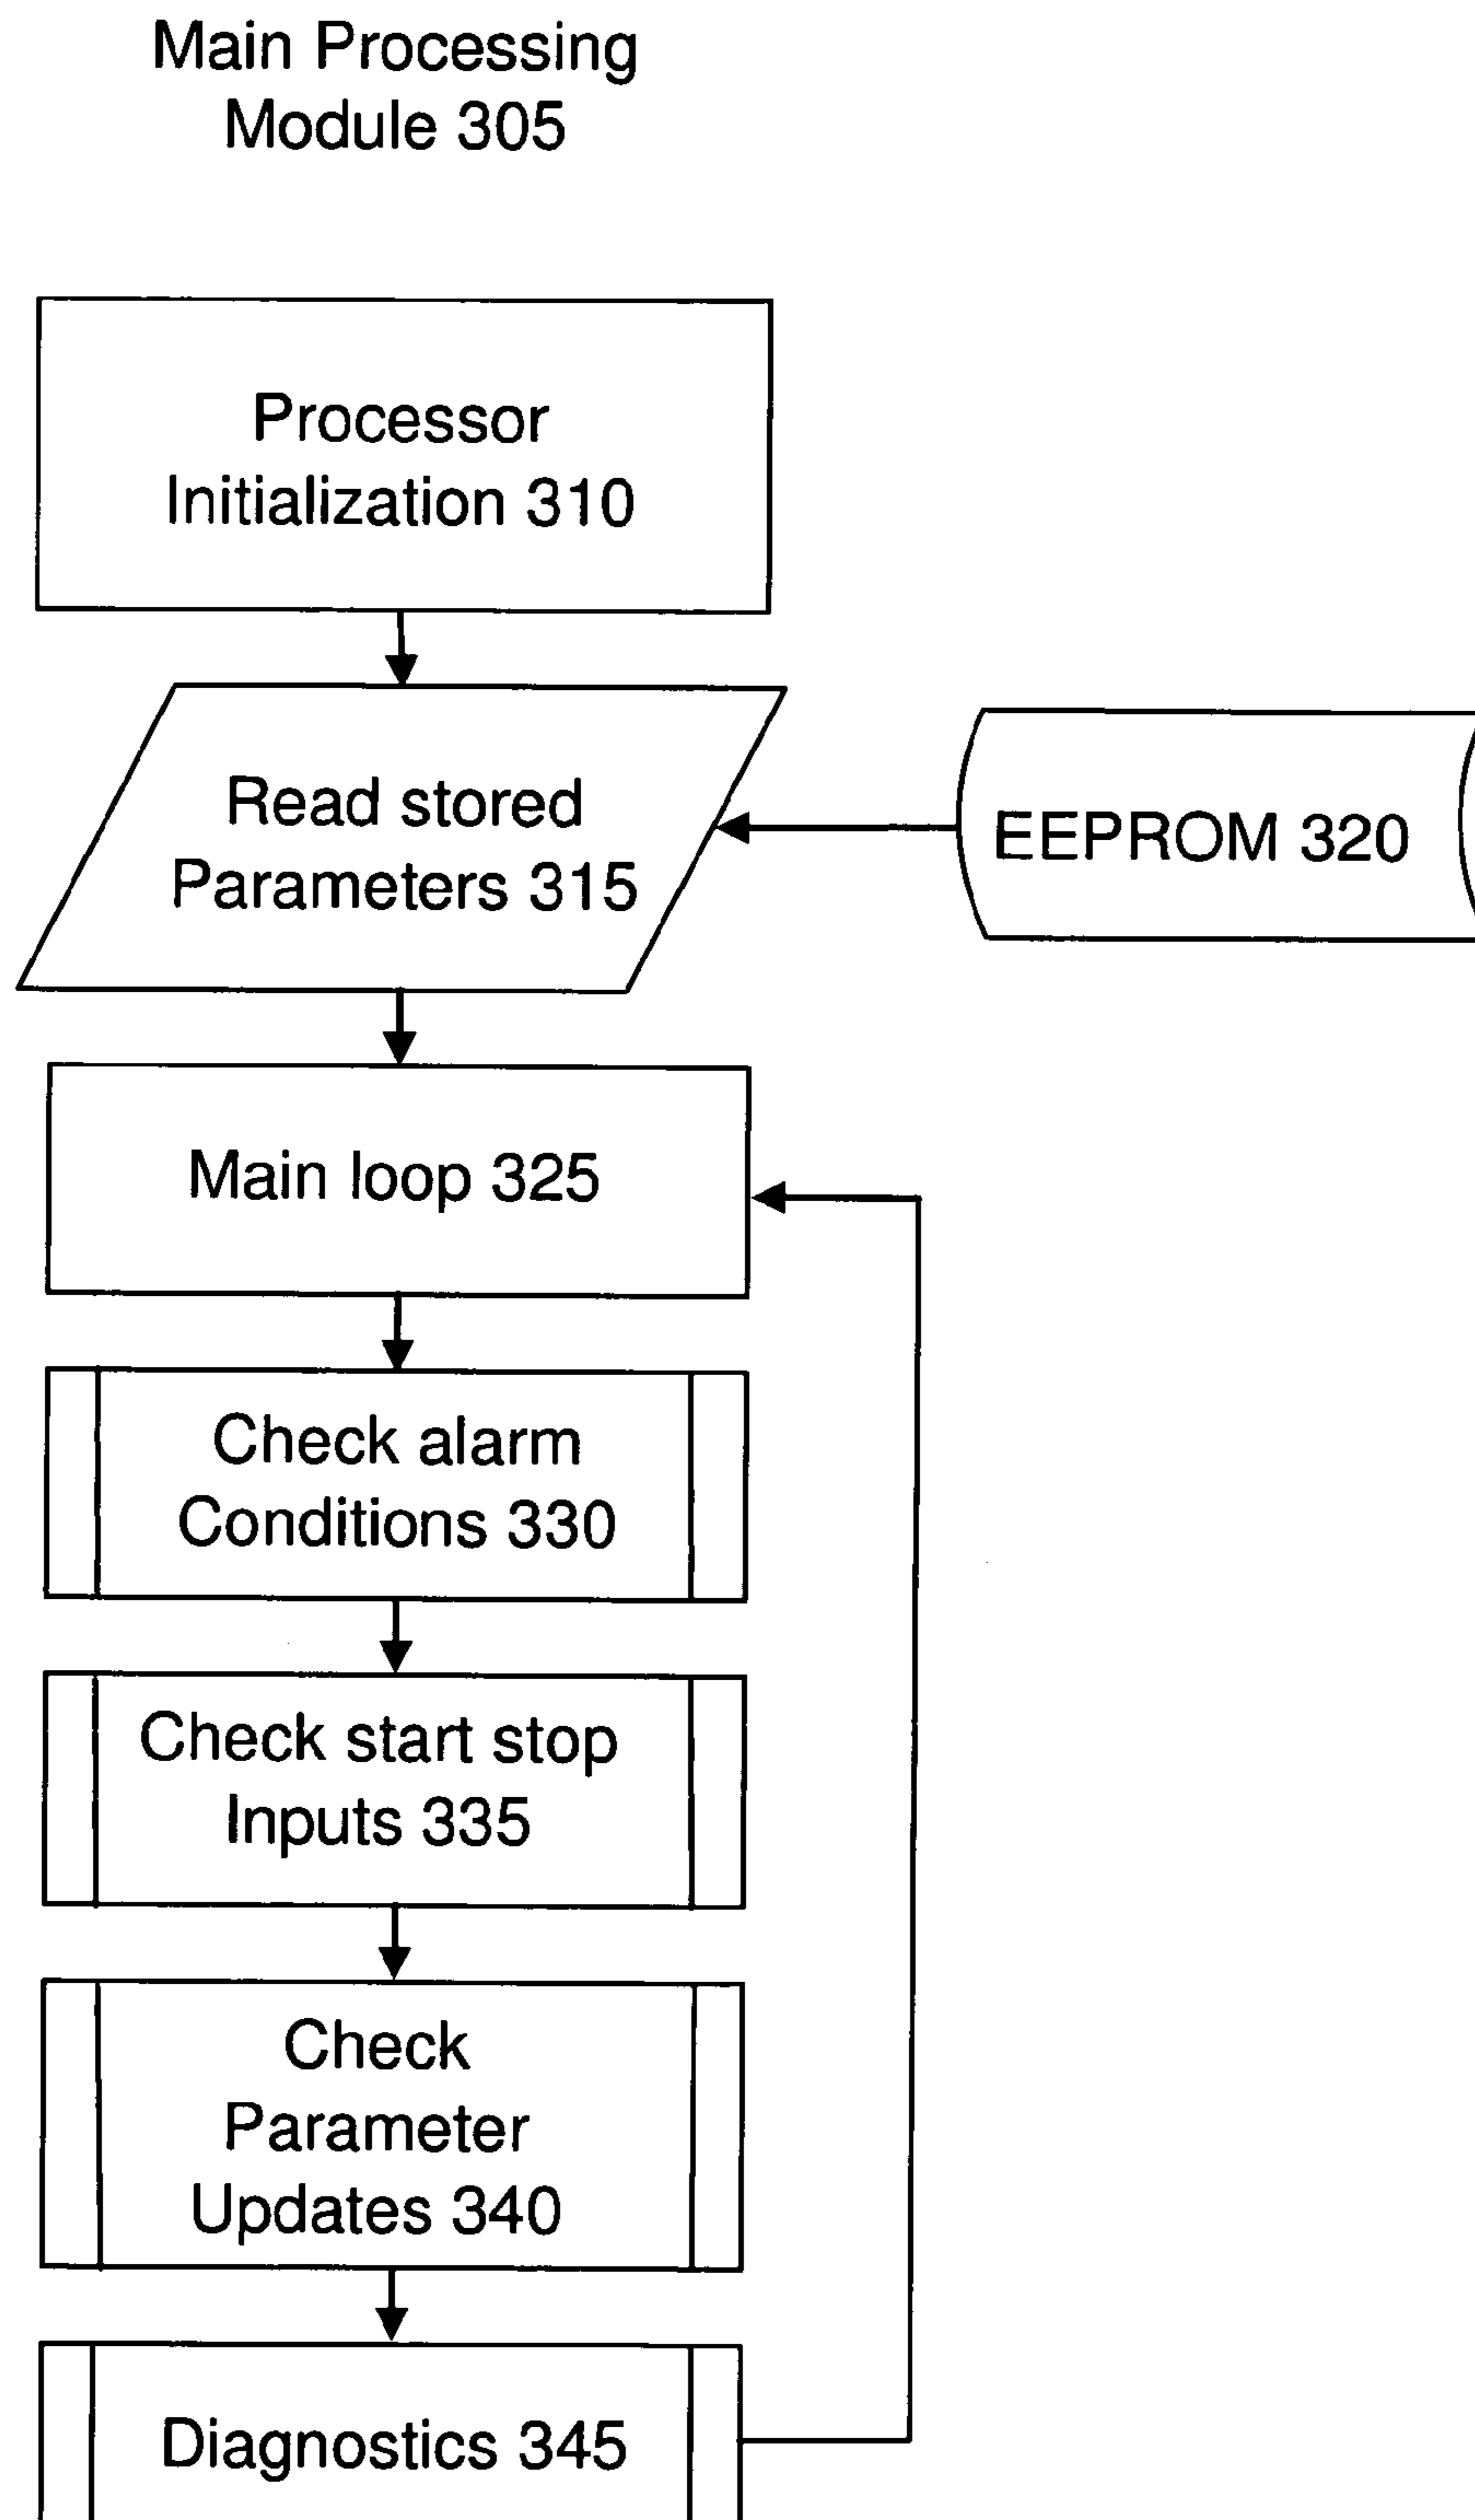 Main Processing
Module 305
Processor
Initialization 310
Read stored
Parameters 315
EEPROM 320
Main loop 325
Check alarm
Conditions 330
Check start stop
Inputs 335
Check
Parameter
Updates 340
Diagnostics 345